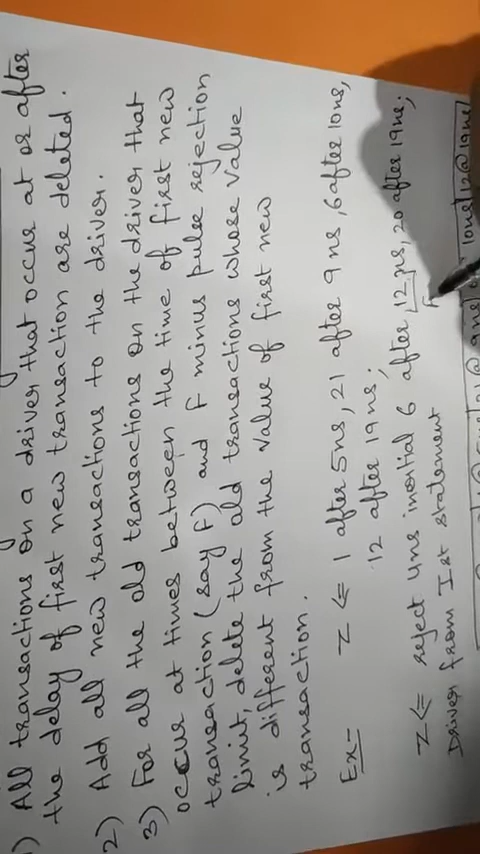 1) All transactions on a driver that occur at or after
the delay of first new transaction are deleted.
2) Add all new transactions to the driver.
3) For all the old transactions on the driver that
occur at times between the time of first new
transaction (say F) and F minus pulse rejection
limit, delete the old transactions whose value
is different from the value of first new
transaction.
Ex- Z <= 1 after 5ns, 21 after 9ns, 6 after 10ns,
12 after 19ns;
Z <= reject 4ns inertial 6 after 12ns, 20 after 19ns;
Driver from Ist statement
10ns 12@19ns